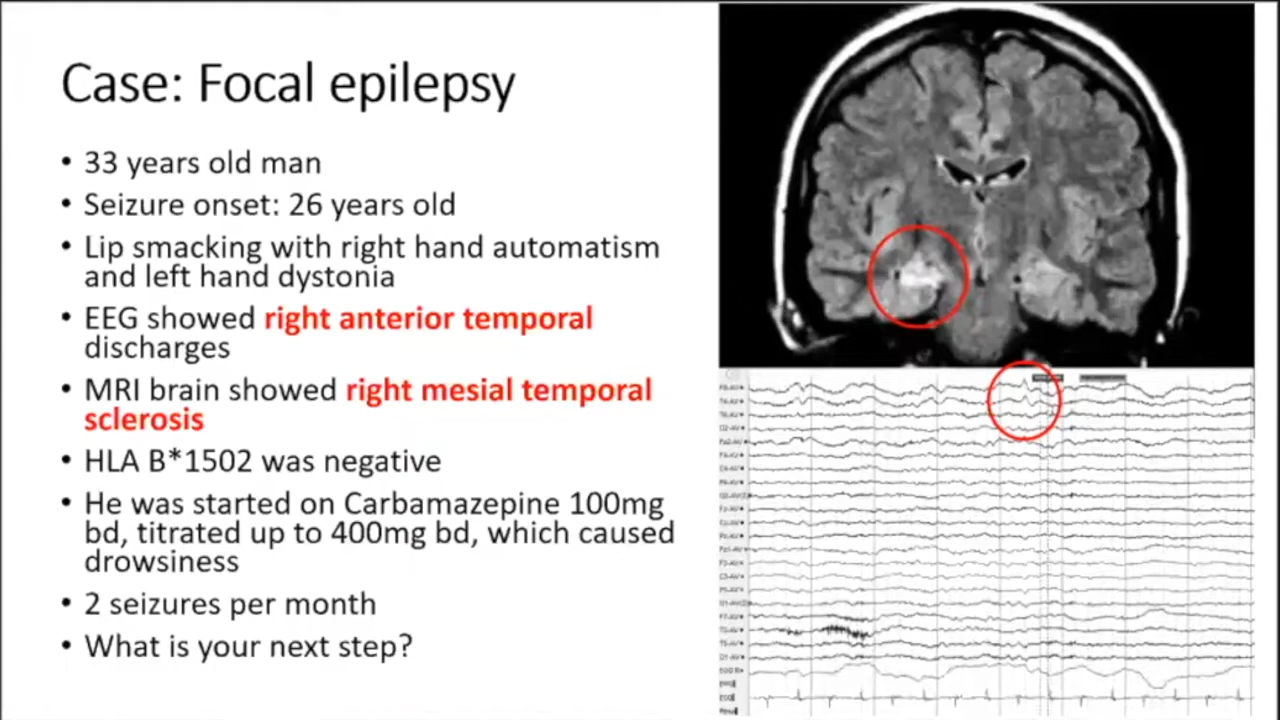 Case: Focal epilepsy
• 33 years old man
• Seizure onset: 26 years old
• Lip smacking with right hand automatism
and left hand dystonia
• EEG showed right anterior temporal
discharges
• MRI brain showed right mesial temporal
sclerosis
• HLA B*1502 was negative
• He was started on Carbamazepine 100mg
bd, titrated up to 400mg bd, which caused
drowsiness
• 2 seizures per month
• What is your next step?